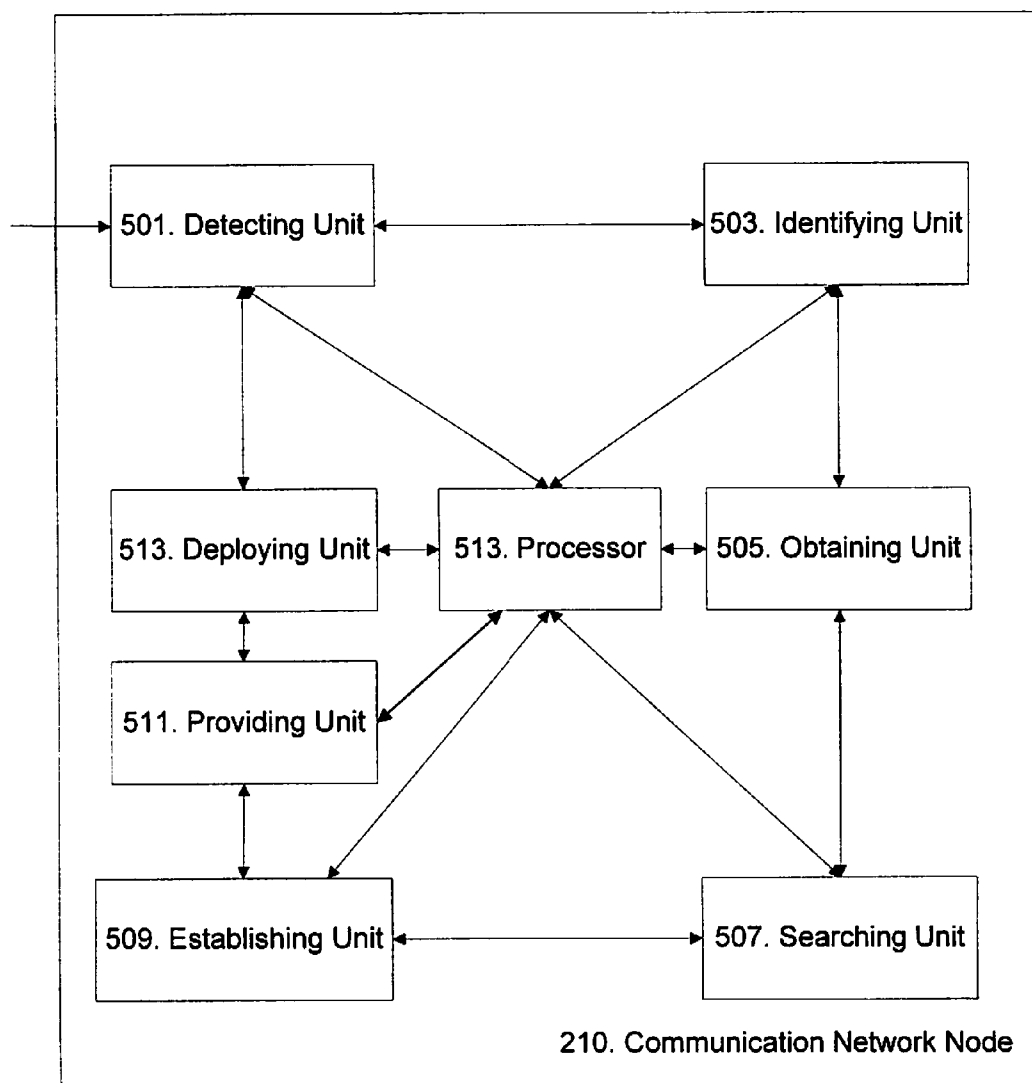 501. Detecting Unit
503. Identifying Unit
513. Deploying Unit
513. Processor
505. Obtaining Unit
511. Providing Unit
509. Establishing Unit
507. Searching Unit
210. Communication Network Node